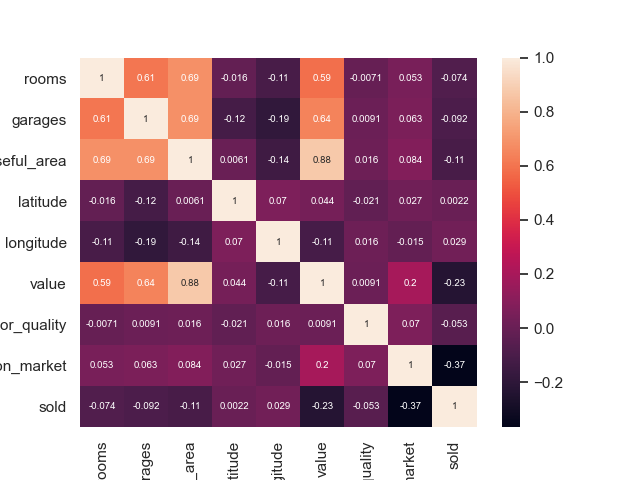 rooms 1 0.61 0.69 -0.016 -0.11 0.59 -0.0071 0.053 -0.074
garages 0.61 1 0.69 -0.12 -0.19 0.64 0.0091 0.063 -0.092
seful_area 0.69 0.69 1 0.0061 -0.14 0.88 0.016 0.084 -0.11
latitude -0.016 -0.12 0.0061 1 0.07 0.044 -0.021 0.027 0.0022
longitude -0.11 -0.19 -0.14 0.07 1 -0.11 0.016 -0.015 0.029
value 0.59 0.64 0.88 0.044 -0.11 1 0.0091 0.2 -0.23
or_quality -0.0071 0.0091 0.016 -0.021 0.016 0.0091 1 0.07 -0.053
on_market 0.053 0.063 0.084 0.027 -0.015 0.2 0.07 1 -0.37
sold -0.074 -0.092 -0.11 0.0022 0.029 -0.23 -0.053 -0.37 1
ooms
rages
_area
titude
gitude
value
uality
arket
sold
1.0
0.8
0.6
0.4
0.2
0.0
−0.2